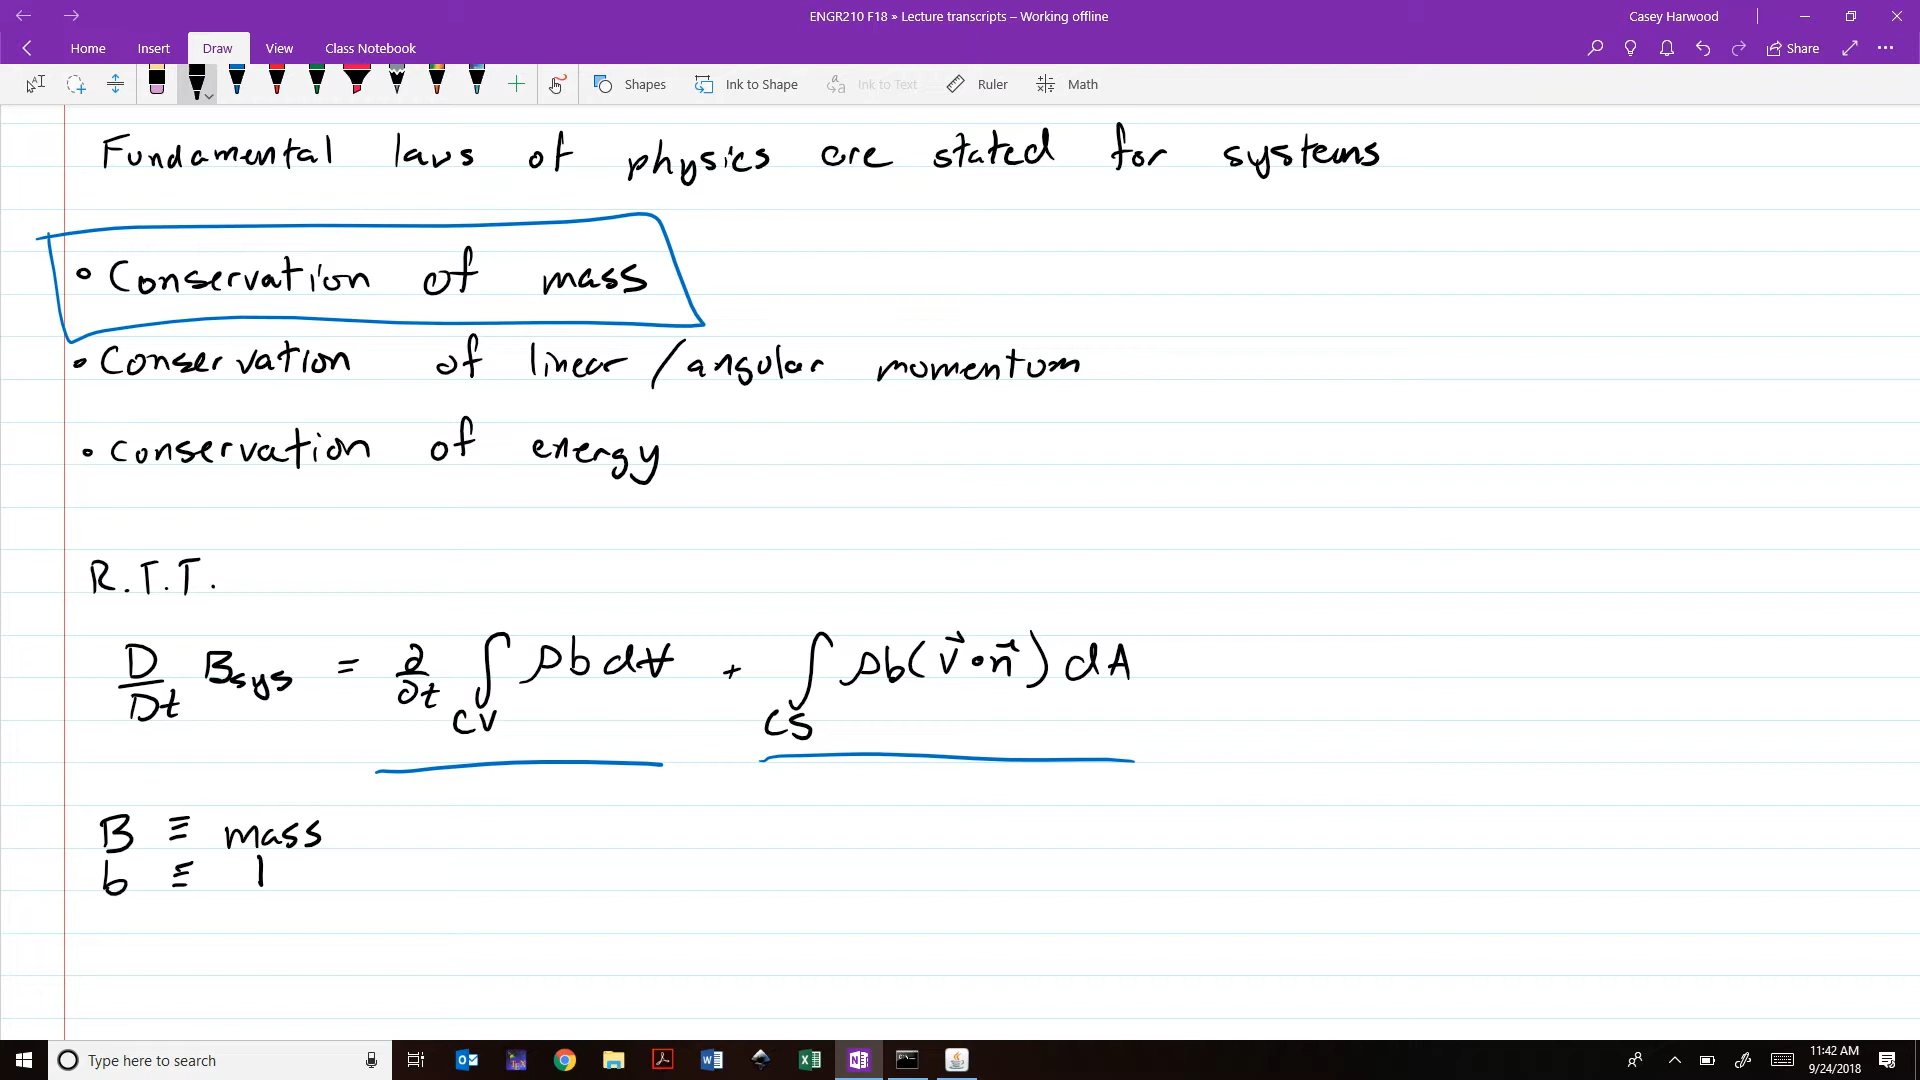 ENGR210 F18 » Lecture transcripts – Working offline
Casey Harwood
Home Insert Draw View Class Notebook
Share
Shapes Ink to Shape Ink to Text Ruler Math
Fundamental laws of physics are stated for systems
• Conservation of mass
• Conservation of linear/angular momentum
• Conservation of energy
R.T.T.
D/Dt Bsys = ∂/∂t ∫CV ρb dV̶ + ∫CS ρb(V⃗•n⃗) dA
B ≡ mass
b ≡ 1
Type here to search
11:42 AM
9/24/2018